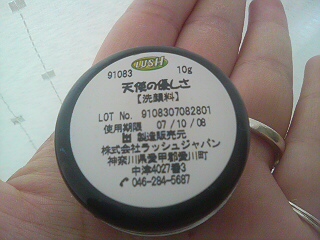 LUSH
91083 10g
天使の優しさ
【洗顔料】
LOT No. 9108307082801
使用期限 07/10/08
製造販売元
株式会社ラッシュジャパン
神奈川県愛甲郡愛川町
中津4027番3
046-284-5687